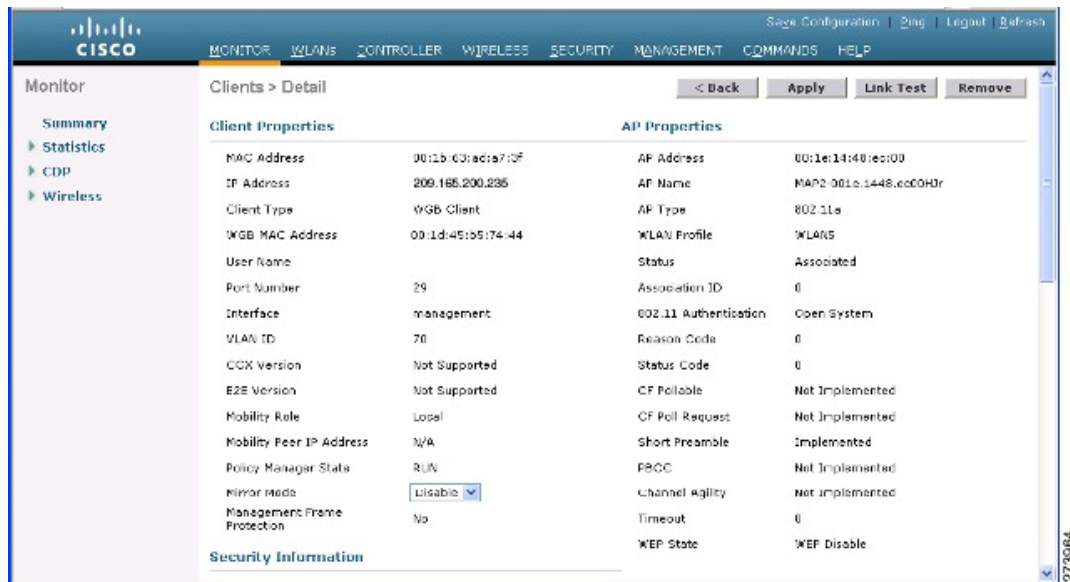 Save Configuration | Ping | Logout | Refresh
CISCO
MONITOR WLANs CONTROLLER WIRELESS SECURITY MANAGEMENT COMMANDS HELP
Monitor
Summary
Statistics
CDP
Wireless
Clients > Detail
< Back
Apply
Link Test
Remove
Client Properties
MAC Address 00:1b:63:ad:a7:3f
IP Address 209.165.200.235
Client Type WGB Client
WGB MAC Address 00:1d:45:b5:74:44
User Name
Port Number 29
Interface management
VLAN ID 70
CCX Version Not Supported
E2E Version Not Supported
Mobility Role Local
Mobility Peer IP Address N/A
Policy Manager State RUN
Mirror Mode Disable
Management Frame
Protection No
Security Information
AP Properties
AP Address 00:1e:14:48:ec:00
AP Name
AP Type 802.11a
WLAN Profile WLAN5
Status Associated
Association ID 0
802.11 Authentication Open System
Reason Code 0
Status Code 0
CF Pollable Not Implemented
CF Poll Request Not Implemented
Short Preamble Implemented
PBCC Not Implemented
Channel Agility Not Implemented
Timeout 0
WEP State WEP Disable